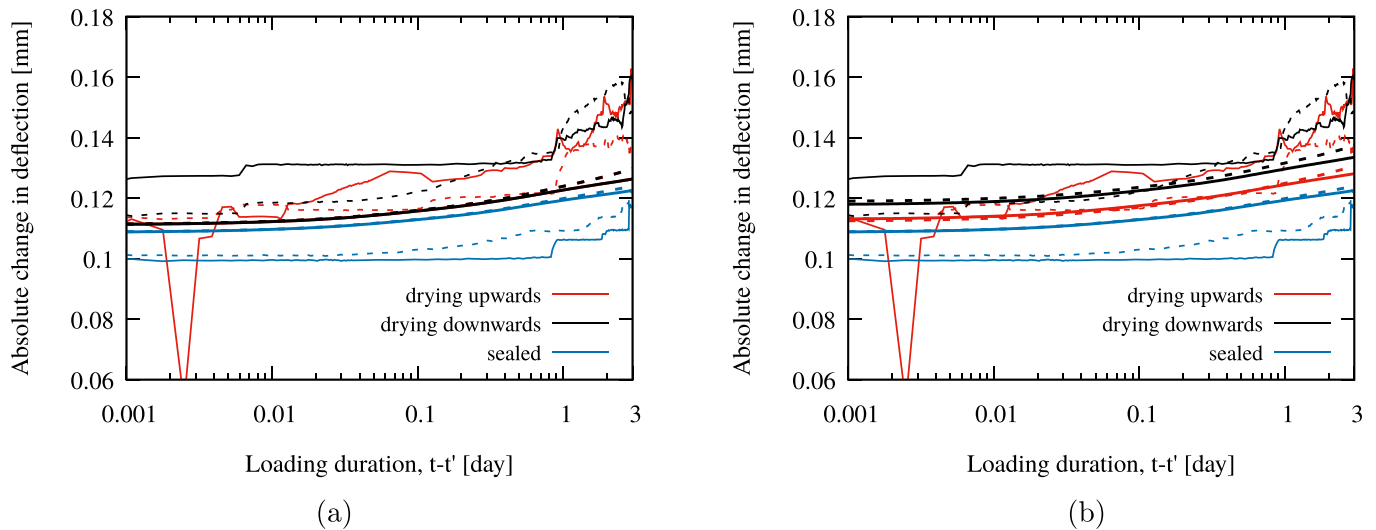 Absolute change in deflection [mm]
0.18
0.16
0.14
0.12
0.1
0.08
0.06
drying upwards
drying downwards
sealed
0.001
0.01
0.1
1
3
Loading duration, t-t' [day]
(a)
Absolute change in deflection [mm]
0.18
0.16
0.14
0.12
0.1
0.08
0.06
drying upwards
drying downwards
sealed
0.001
0.01
0.1
1
3
Loading duration, t-t' [day]
(b)